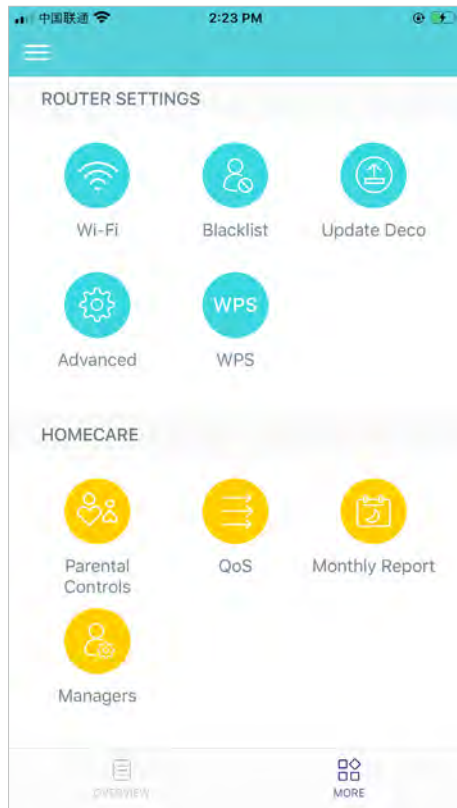 中国联通 2:23 PM
ROUTER SETTINGS
Wi-Fi Blacklist Update Deco
WPS
Advanced WPS
HOMECARE
Parental Controls QoS Monthly Report
Managers
OVERVIEW MORE